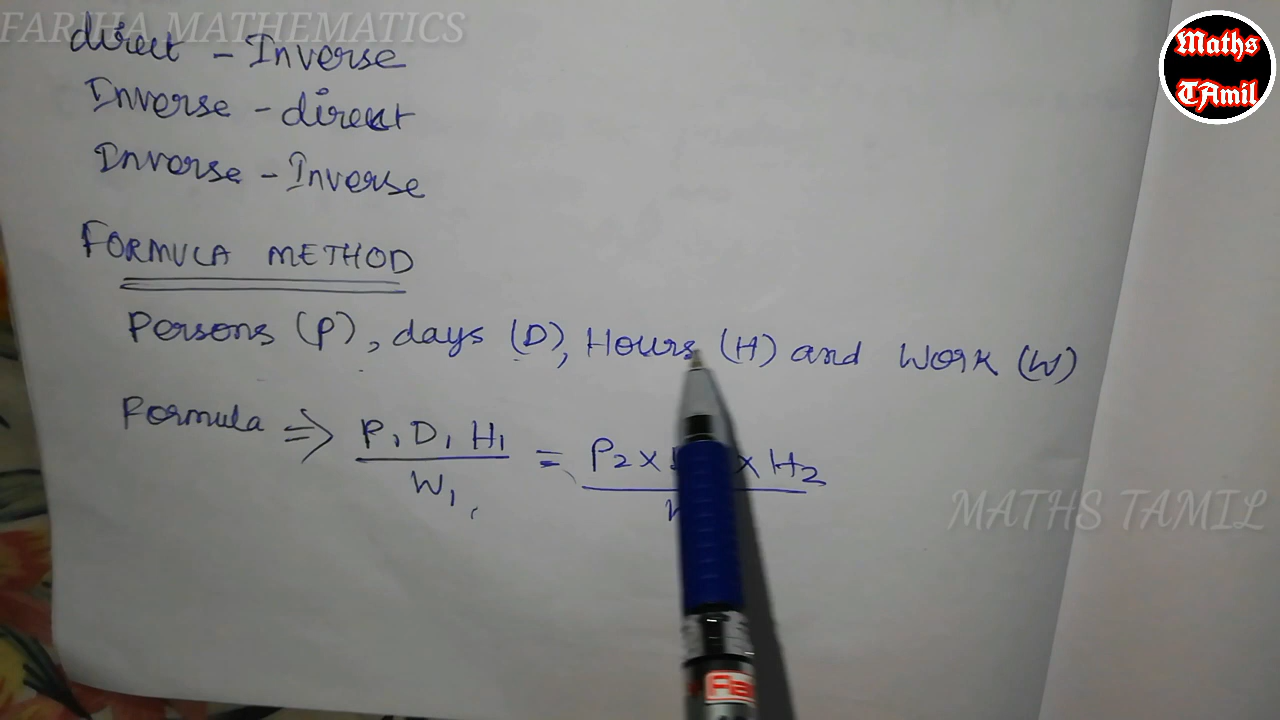 FARIHA MATHEMATICS
Maths
TAmil
direct - Inverse
Inverse - direct
Inverse - Inverse
FORMULA METHOD
Persons (P), days (D), Hours (H) and Work (W)
Formula ⇒ P₁ D₁ H₁ / W₁ = P₂ × × H₂
MATHS TAMIL